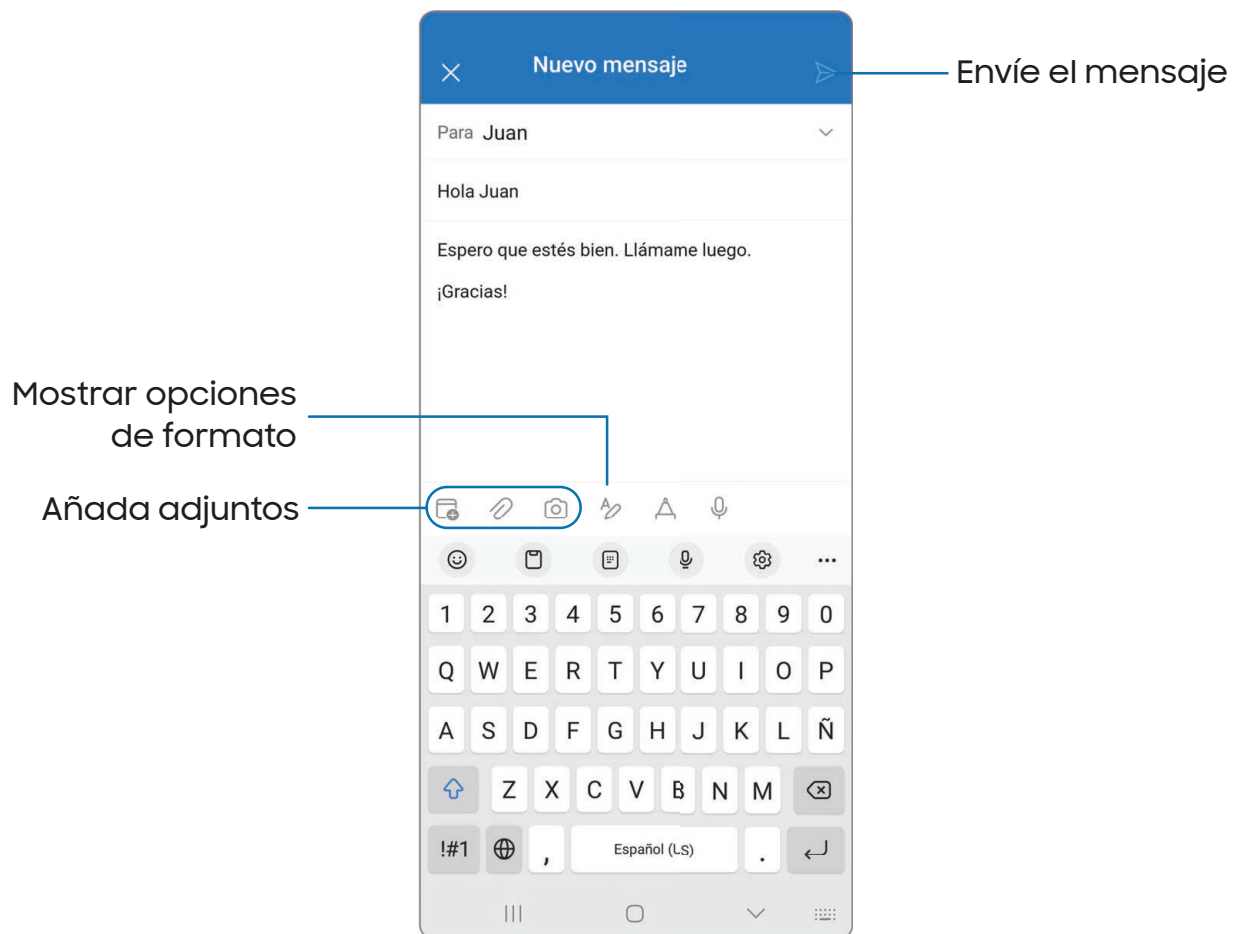 Nuevo mensaje
Envíe el mensaje
Para Juan
Hola Juan
Espero que estés bien. Llámame luego.
¡Gracias!
Mostrar opciones
de formato
Añada adjuntos
1 2 3 4 5 6 7 8 9 0
Q W E R T Y U I O P
A S D F G H J K L Ñ
Z X C V B N M
!#1 , Español (US) .